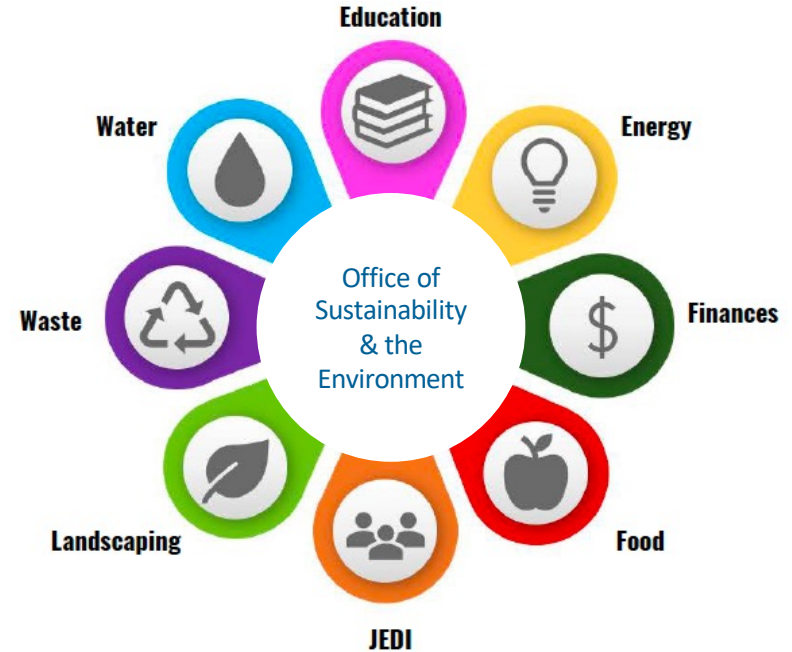 Education
Water
Energy
Office of
Sustainability
& the
Environment
Waste
Finances
$
Landscaping
Food
JEDI